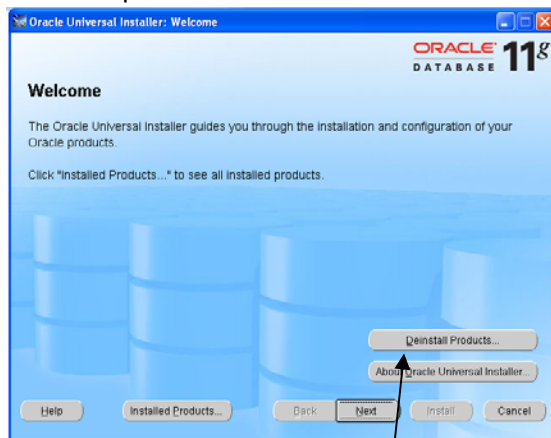 Oracle Universal Installer: Welcome
ORACLE 11g
DATABASE
Welcome
The Oracle Universal Installer guides you through the installation and configuration of your
Oracle products.
Click "Installed Products..." to see all installed products.
Deinstall Products...
About Oracle Universal Installer...
Help Installed Products... Back Next Install Cancel